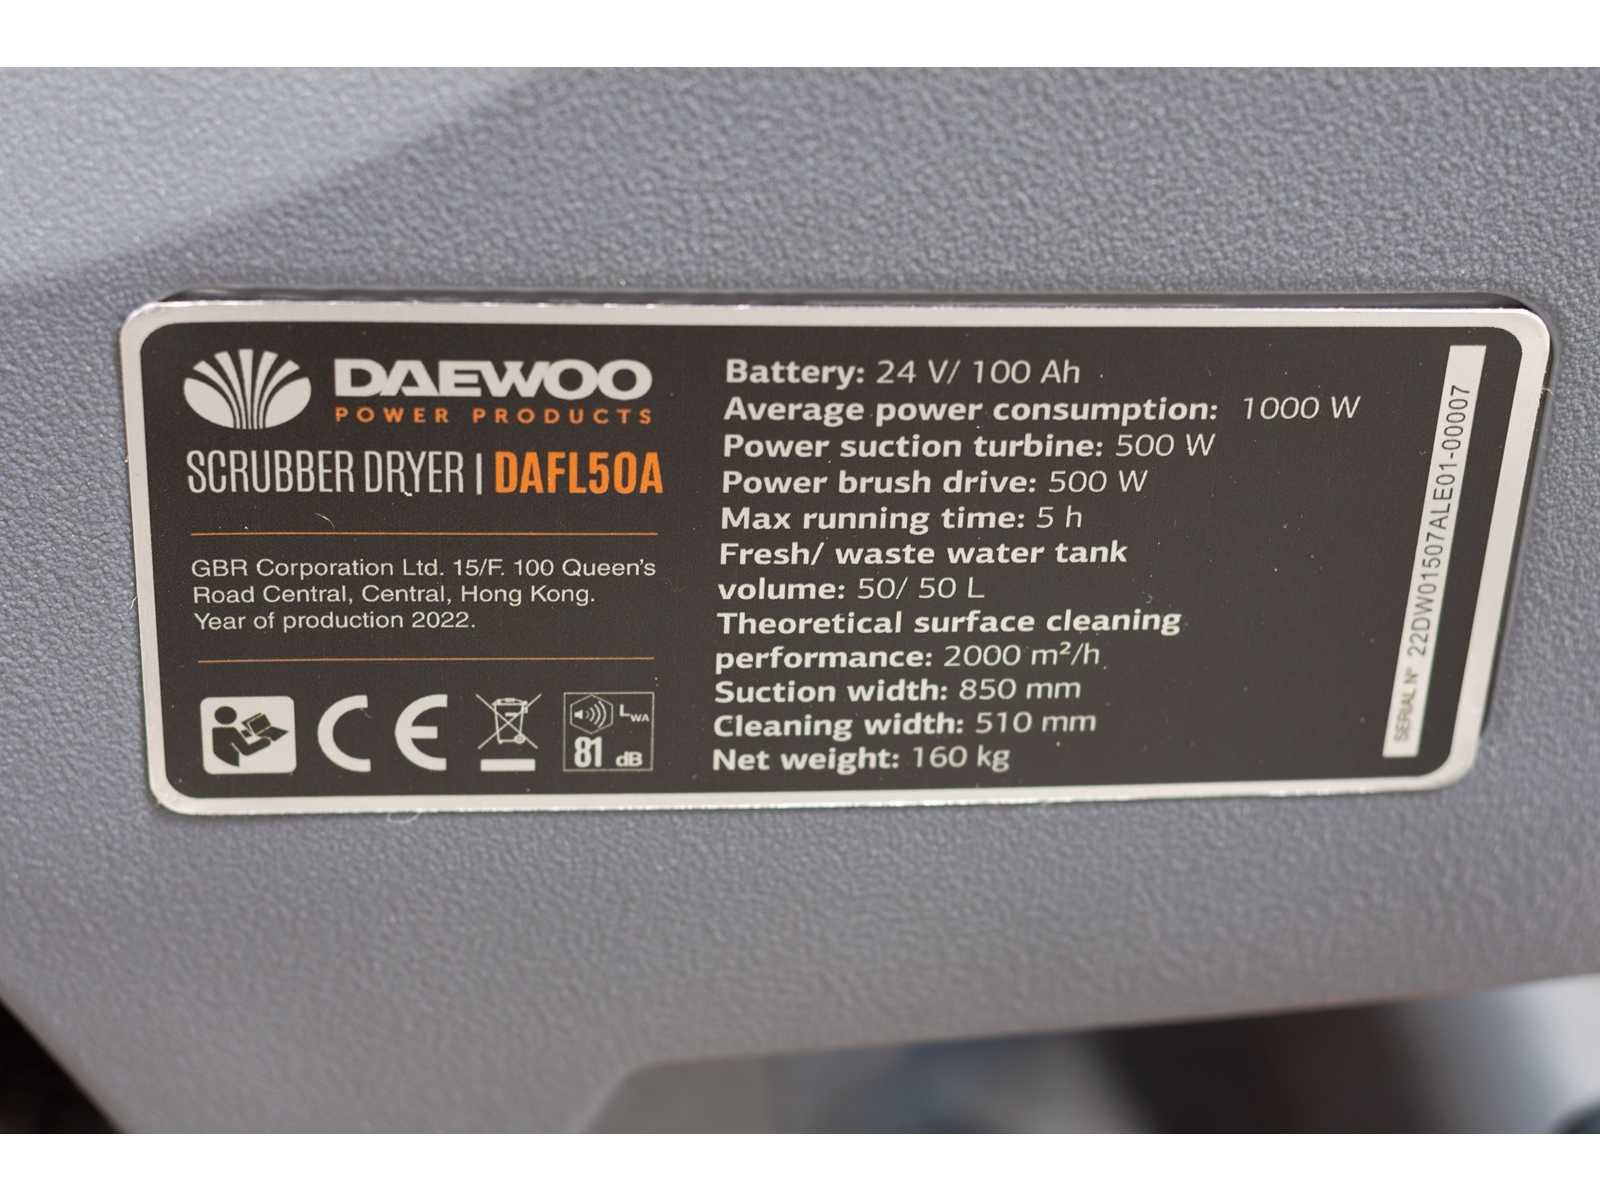 DAEWOO
POWER PRODUCTS
SCRUBBER DRYER | DAFL50A
GBR Corporation Ltd. 15/F. 100 Queen's
Road Central, Central, Hong Kong.
Year of production 2022.
CE
LWA
81 dB
Battery: 24 V/ 100 Ah
Average power consumption: 1000 W
Power suction turbine: 500 W
Power brush drive: 500 W
Max running time: 5 h
Fresh/ waste water tank
volume: 50/ 50 L
Theoretical surface cleaning
performance: 2000 m²/h
Suction width: 850 mm
Cleaning width: 510 mm
Net weight: 160 kg
SERIAL N° 22DW01507ALE01-00007